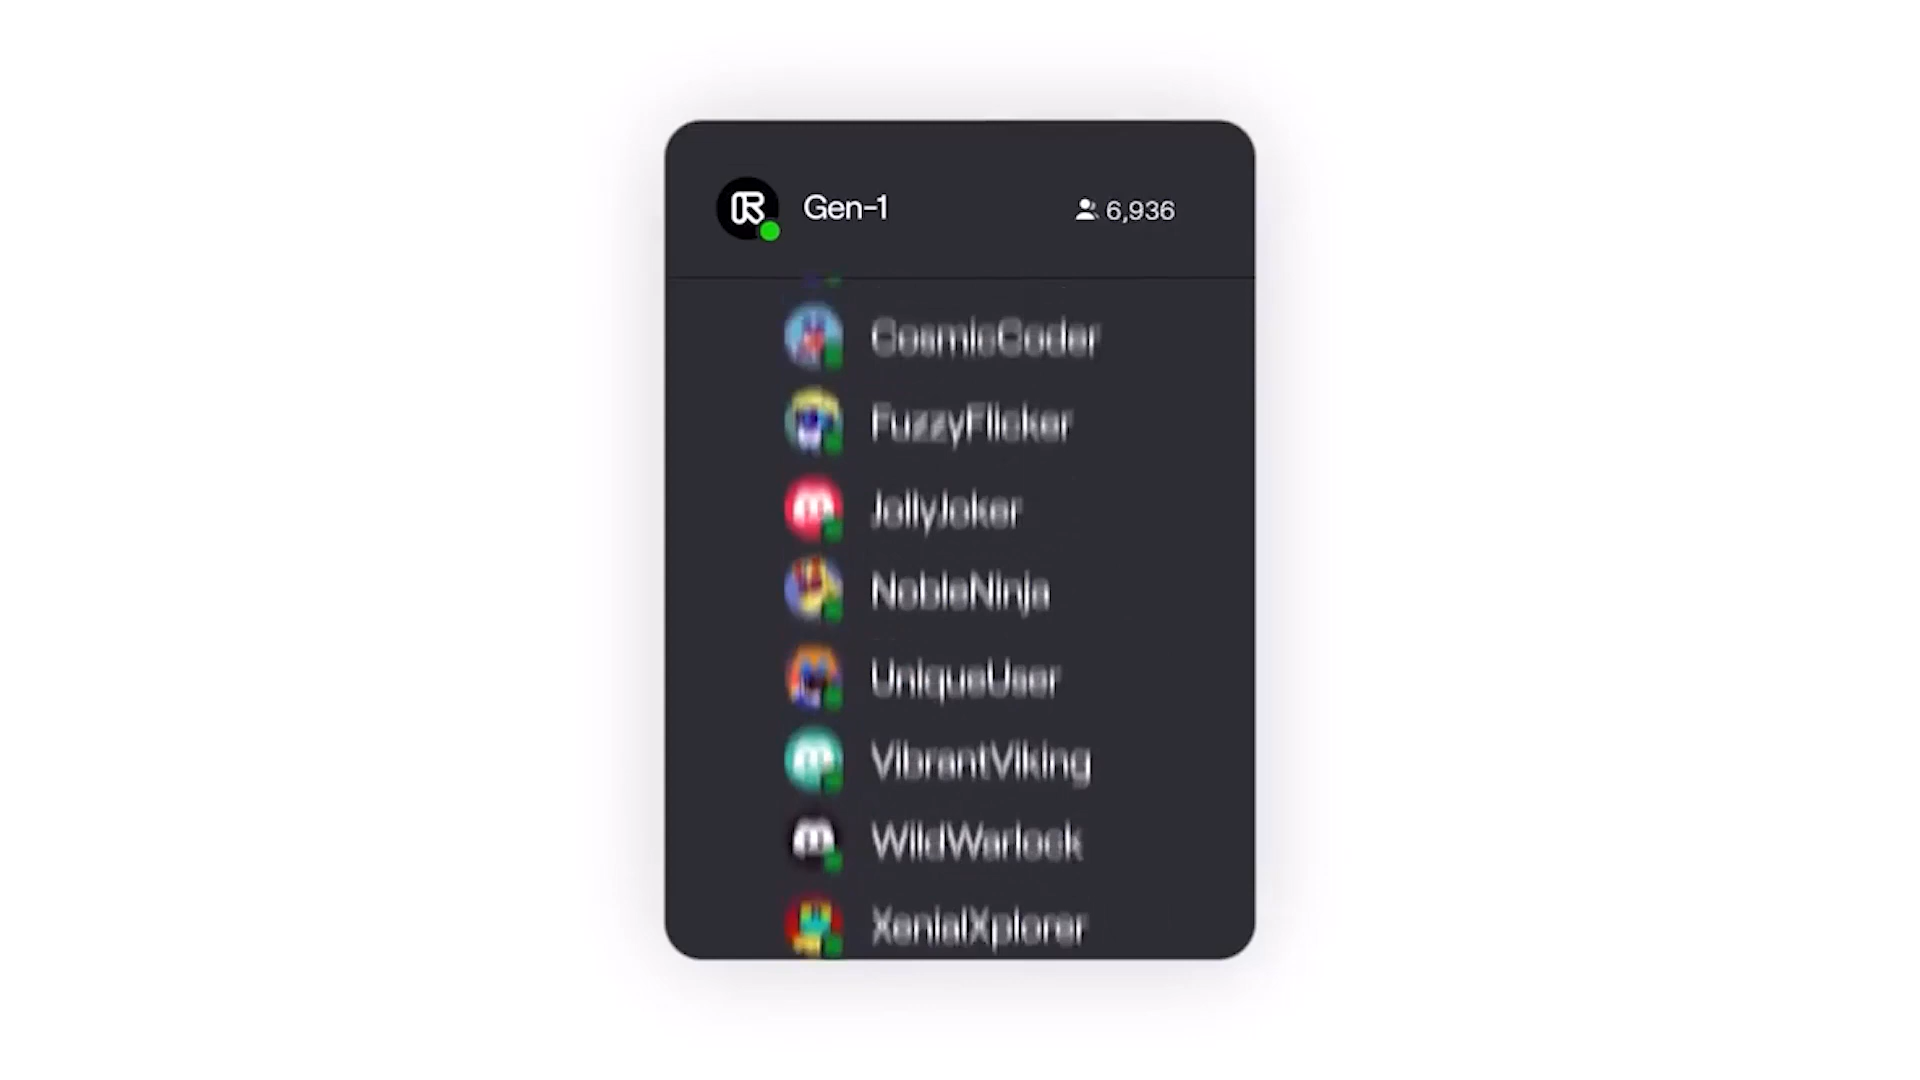 Gen-1
6,936
CosmicCoder
FuzzyFlicker
JollyJoker
NobleNinja
UniqueUser
VibrantViking
WildWarlock
XenialXplorer